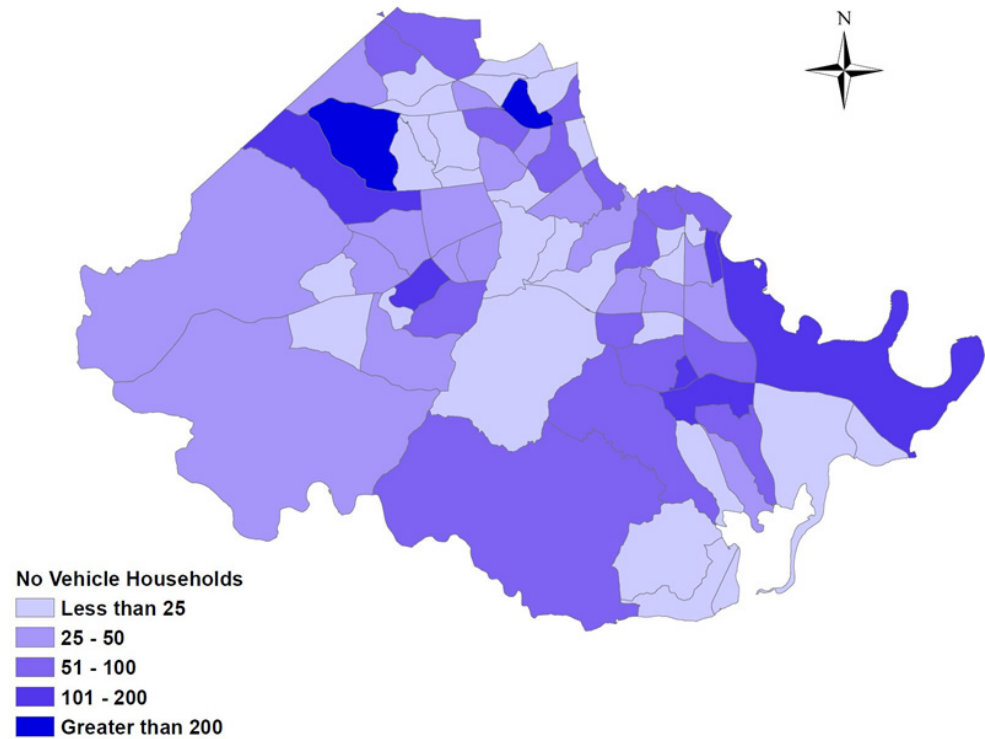 N
No Vehicle Households
Less than 25
25 - 50
51 - 100
101 - 200
Greater than 200